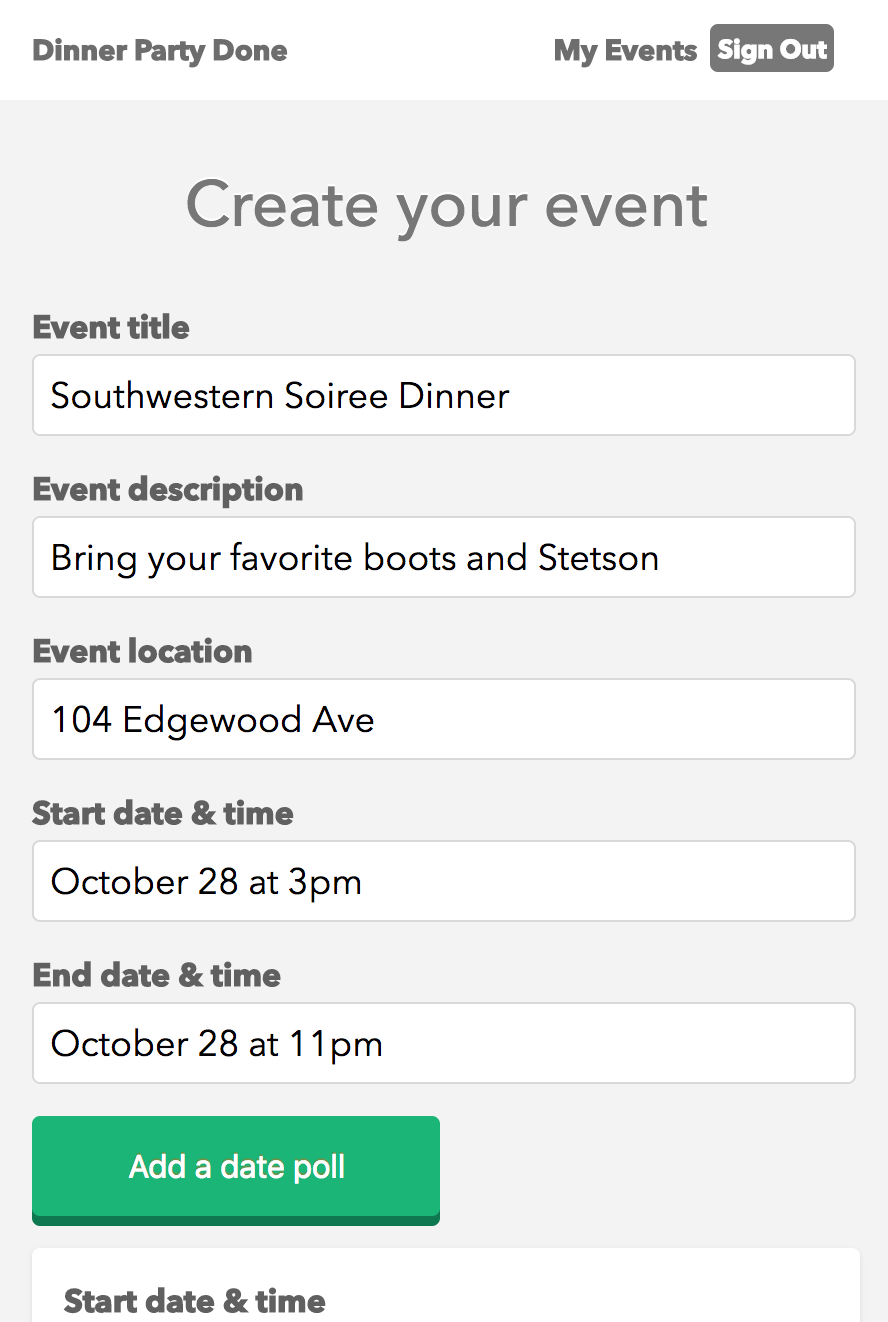 Dinner Party Done My Events Sign Out
Create your event
Event title
Southwestern Soiree Dinner
Event description
Bring your favorite boots and Stetson
Event location
104 Edgewood Ave
Start date & time
October 28 at 3pm
End date & time
October 28 at 11pm
Add a date poll
Start date & time